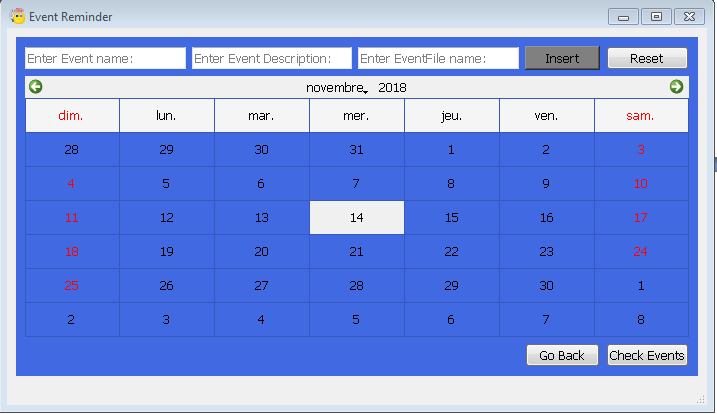 Event Reminder
Enter Event name: Enter Event Description: Enter EventFile name: Insert Reset
novembre 2018
dim. lun. mar. mer. jeu. ven. sam.
28 29 30 31 1 2 3
4 5 6 7 8 9 10
11 12 13 14 15 16 17
18 19 20 21 22 23 24
25 26 27 28 29 30 1
2 3 4 5 6 7 8
Go Back Check Events